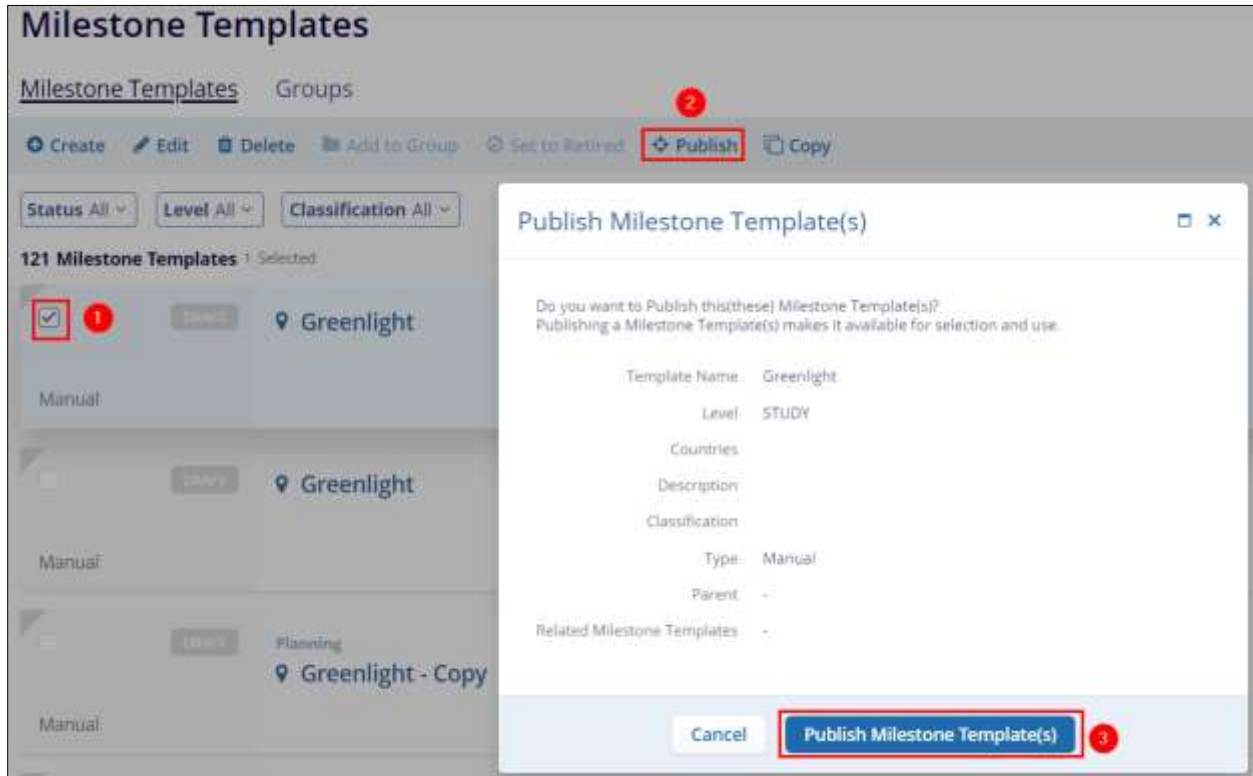 Milestone Templates
Milestone Templates Groups
2
Create Edit Delete Add to Group Set to Retired Publish Copy
Status All Level All Classification All
121 Milestone Templates 1 Selected
1 DRAFT Greenlight
Manual
DRAFT Greenlight
Manual
DRAFT Planning
Greenlight - Copy
Manual
Publish Milestone Template(s)
Do you want to Publish this(these) Milestone Template(s)?
Publishing a Milestone Template(s) makes it available for selection and use.
Template Name Greenlight
Level STUDY
Countries
Description
Classification
Type Manual
Parent -
Related Milestone Templates -
Cancel Publish Milestone Template(s) 3